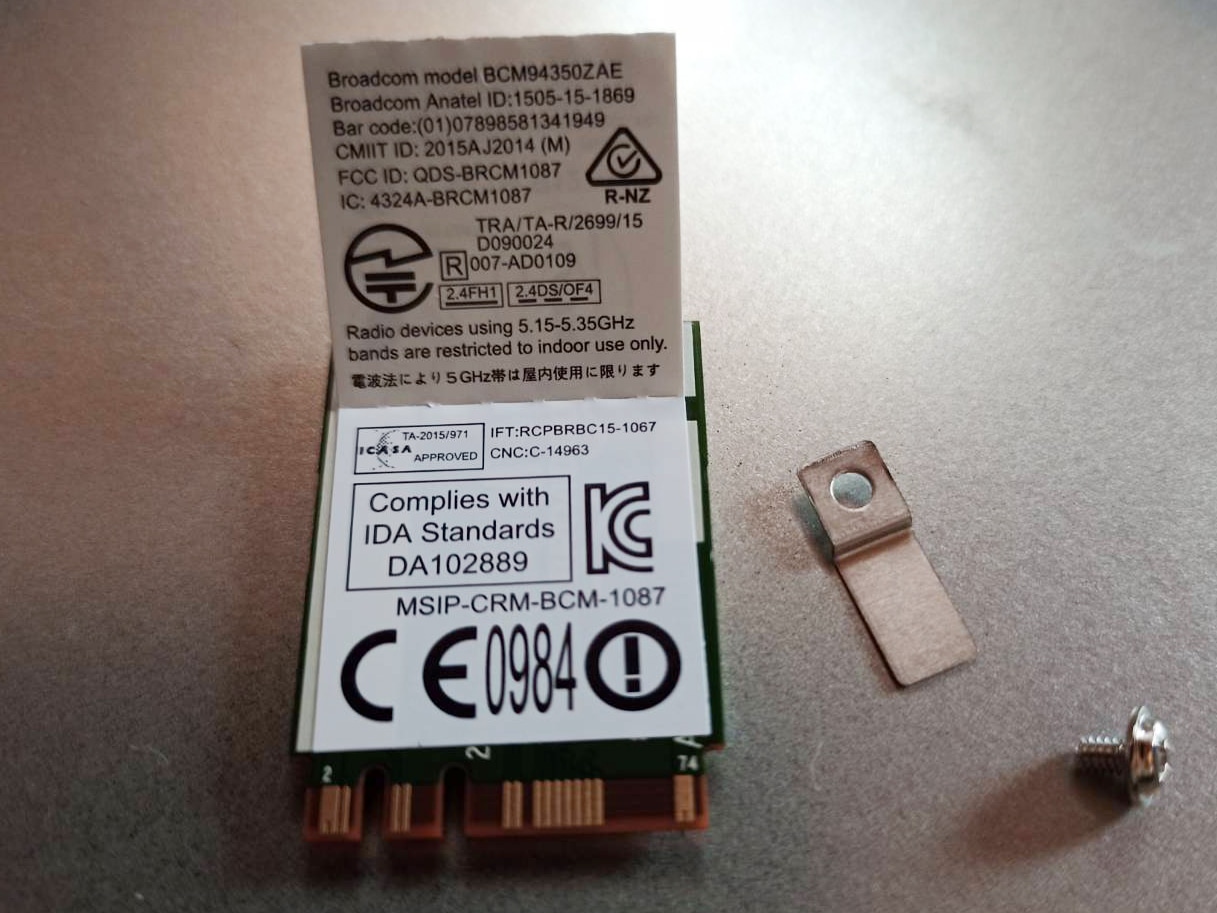 Broadcom model BCM94350ZAE
Broadcom Anatel ID:1505-15-1869
Bar code:(01)07898581341949
CMIIT ID: 2015AJ2014 (M)
FCC ID: QDS-BRCM1087
IC: 4324A-BRCM1087
R-NZ
TRA/TA-R/2699/15
D090024
R 007-AD0109
2.4FH1 2.4DS/OF4
Radio devices using 5.15-5.35GHz
bands are restricted to indoor use only.
電波法により5GHz帯は屋内使用に限ります
TA-2015/971
ICASA
APPROVED
IFT:RCPBRBC15-1067
CNC:C-14963
Complies with
IDA Standards
DA102889
KC
MSIP-CRM-BCM-1087
CE0984
2
2
A
74